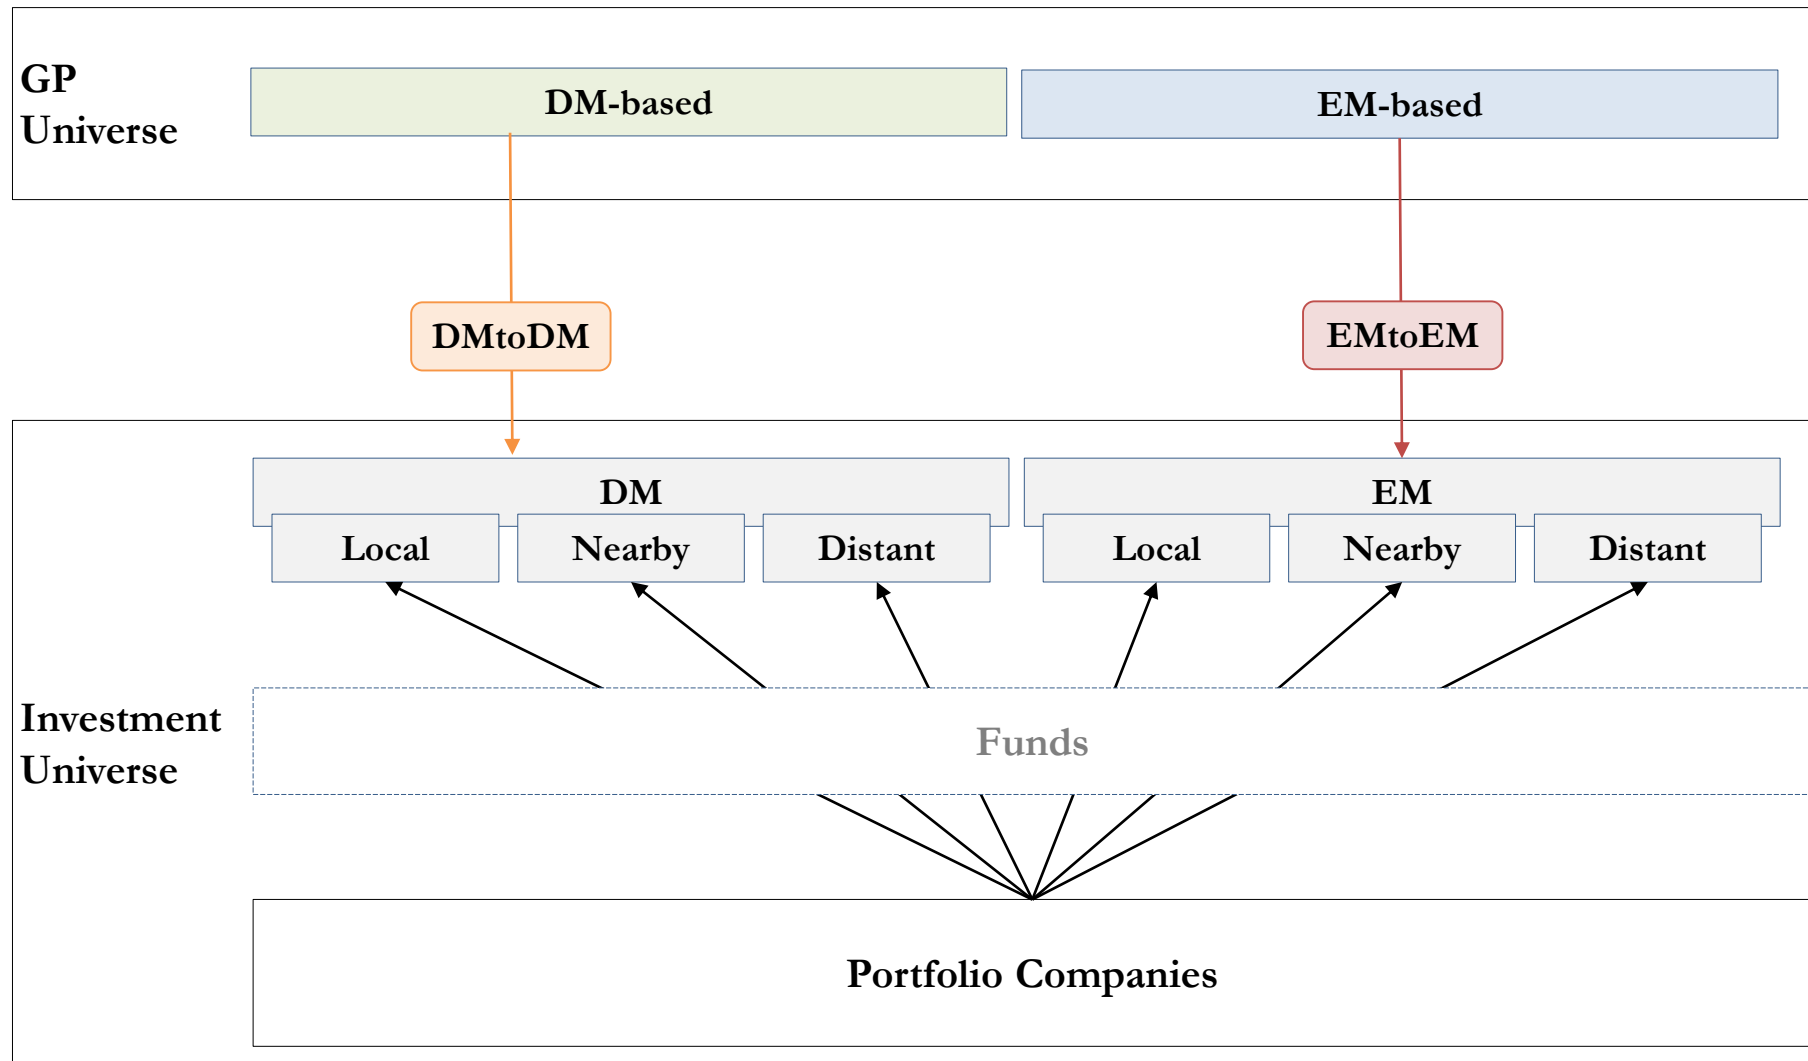 GP
Universe
DM-based
EM-based
DMtoDM
EMtoEM
DM
EM
Local
Nearby
Distant
Local
Nearby
Distant
Investment
Universe
Funds
Portfolio Companies